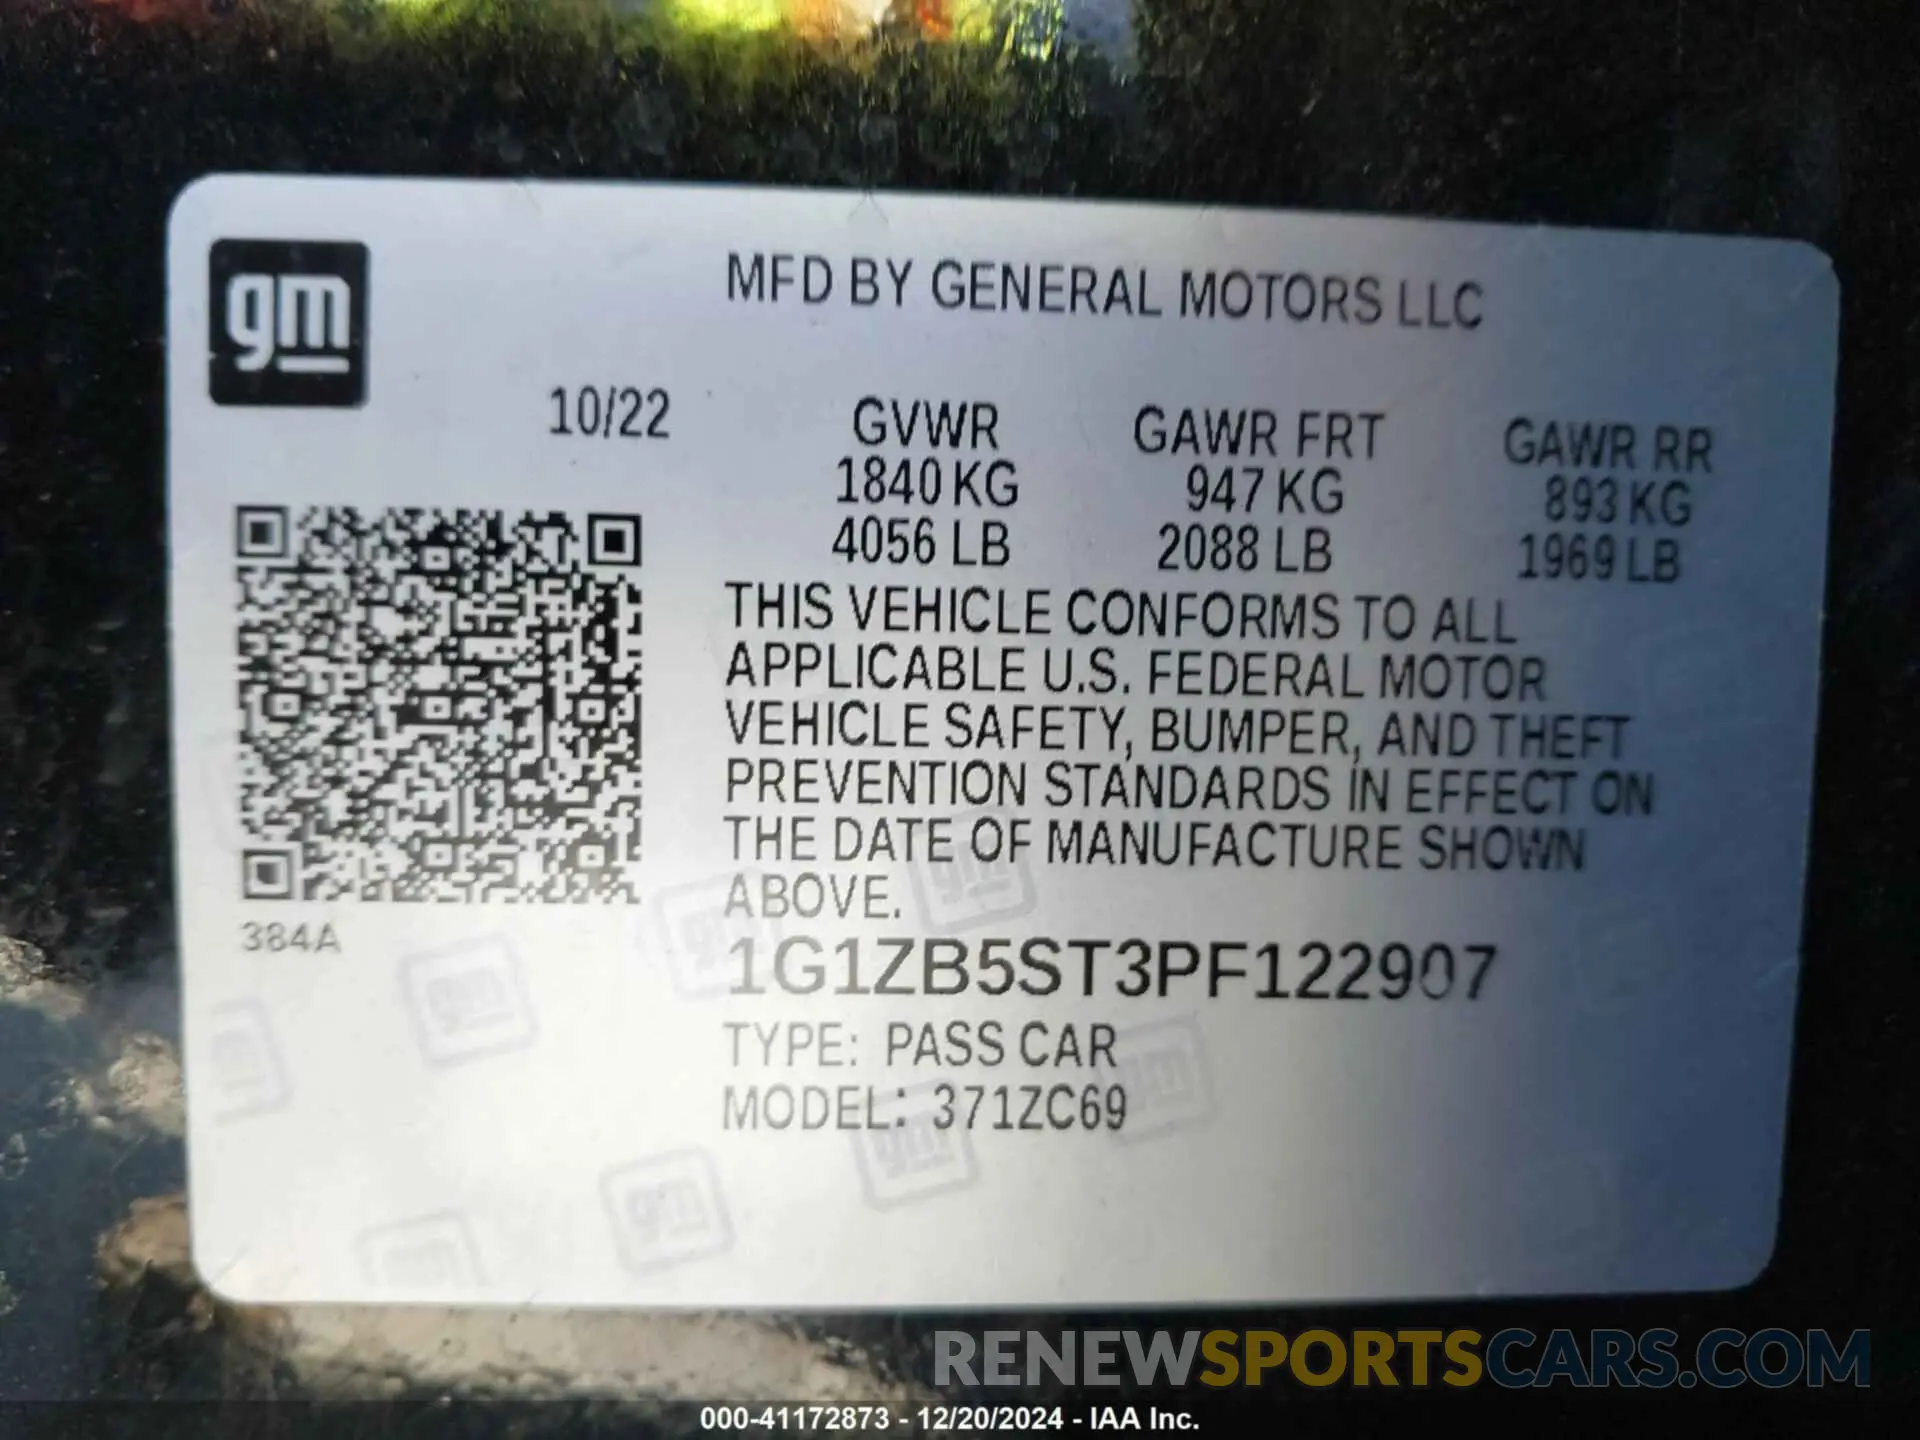 gm
MFD BY GENERAL MOTORS LLC
10/22
GVWR GAWR FRT GAWR RR
1840 KG 947 KG 893 KG
4056 LB 2088 LB 1969 LB
THIS VEHICLE CONFORMS TO ALL
APPLICABLE U.S. FEDERAL MOTOR
VEHICLE SAFETY, BUMPER, AND THEFT
PREVENTION STANDARDS IN EFFECT ON
THE DATE OF MANUFACTURE SHOWN
ABOVE.
384A
1G1ZB5ST3PF122907
TYPE: PASS CAR
MODEL: 371ZC69
RENEWSPORTSCARS.COM
000-41172873 - 12/20/2024 - IAA Inc.